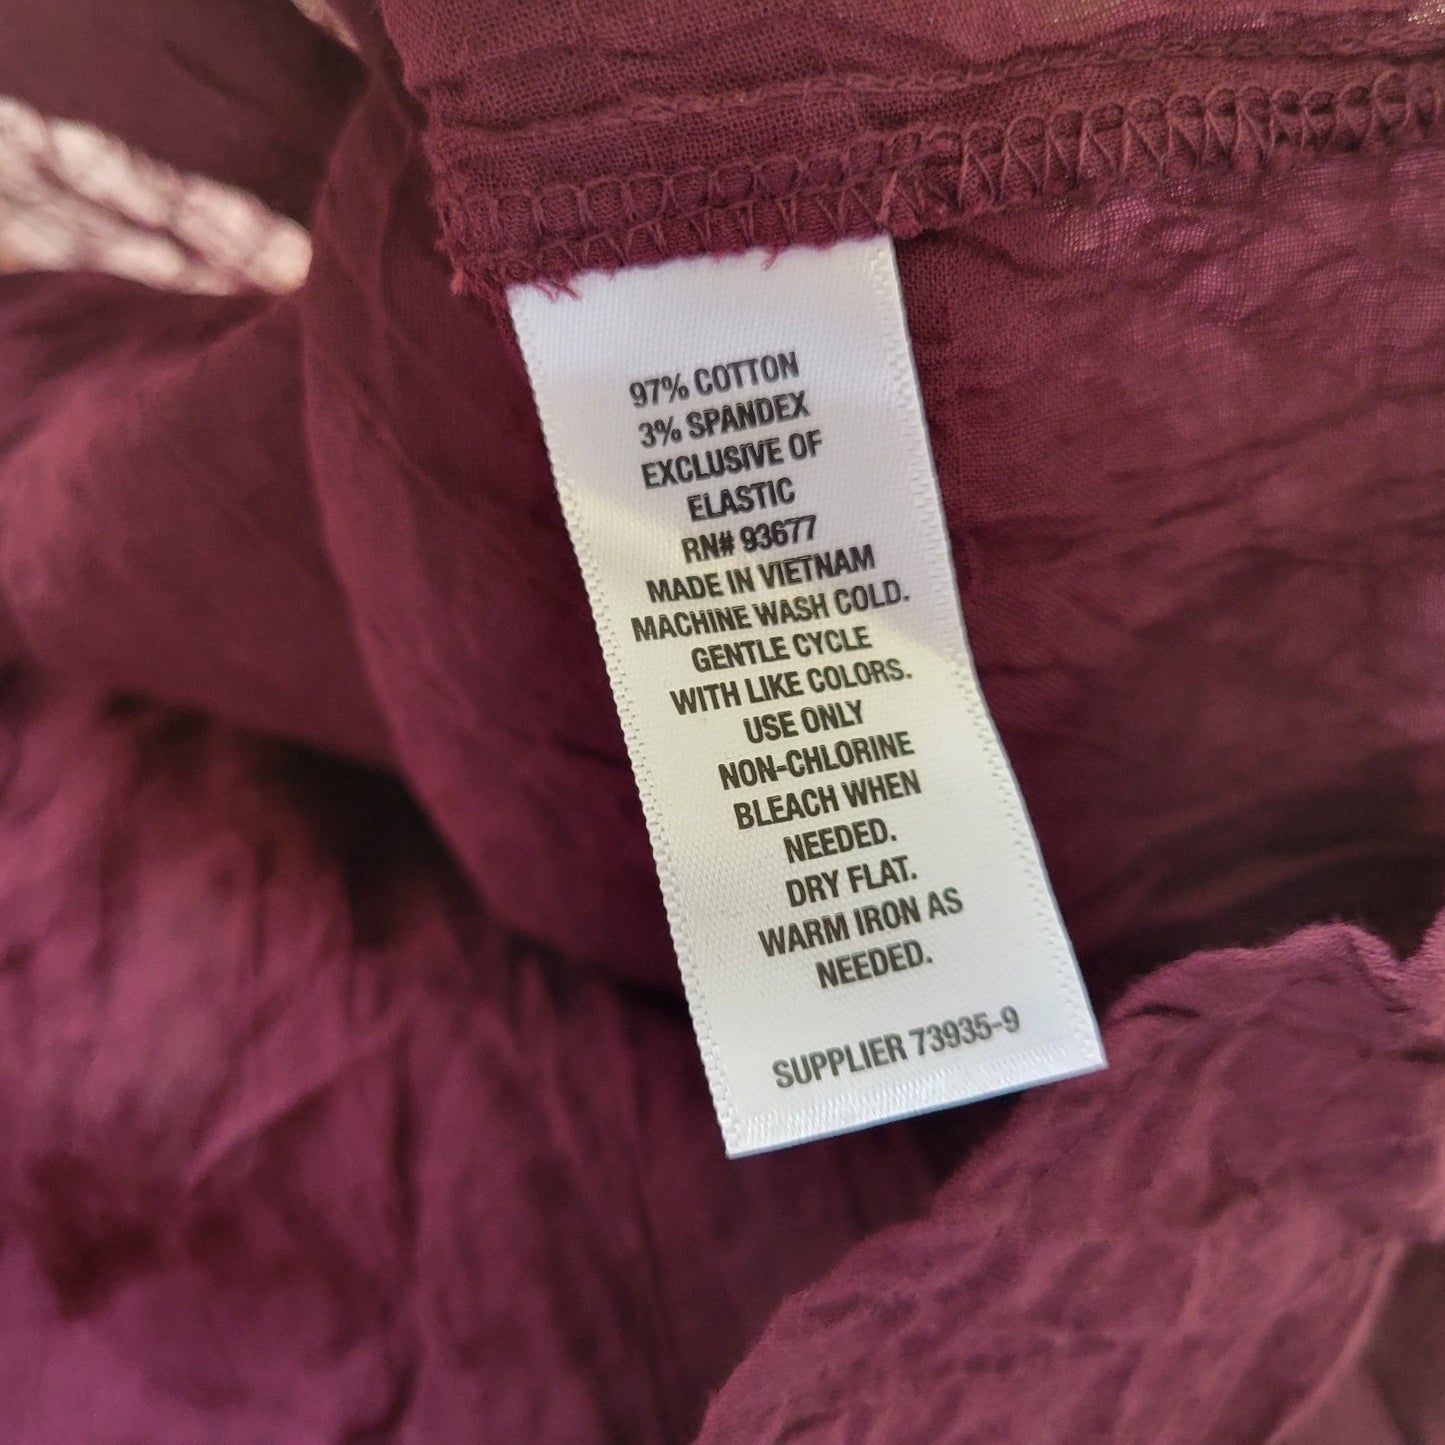 97% COTTON
3% SPANDEX
EXCLUSIVE OF
ELASTIC
RN# 93677
MADE IN VIETNAM
MACHINE WASH COLD.
GENTLE CYCLE
WITH LIKE COLORS.
USE ONLY
NON-CHLORINE
BLEACH WHEN
NEEDED.
DRY FLAT.
WARM IRON AS
NEEDED.
SUPPLIER 73935-9